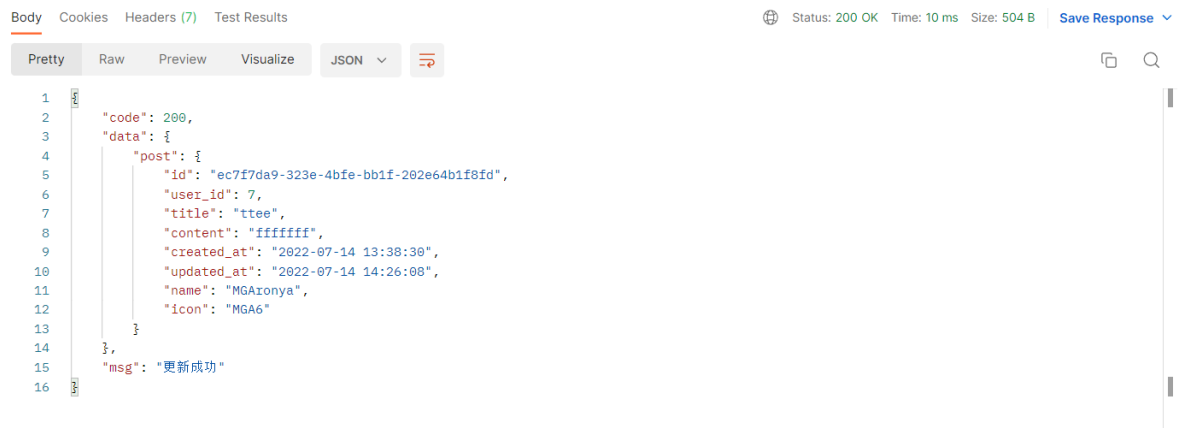 Body Cookies Headers (7) Test Results Status: 200 OK Time: 10 ms Size: 504 B Save Response
Pretty Raw Preview Visualize JSON
1 {
2 "code": 200,
3 "data": {
4 "post": {
5 "id": "ec7f7da9-323e-4bfe-bb1f-202e64b1f8fd",
6 "user_id": 7,
7 "title": "ttee",
8 "content": "fffffff",
9 "created_at": "2022-07-14 13:38:30",
10 "updated_at": "2022-07-14 14:26:08",
11 "name": "MGAronya",
12 "icon": "MGA6"
13 }
14 },
15 "msg": "更新成功"
16 }